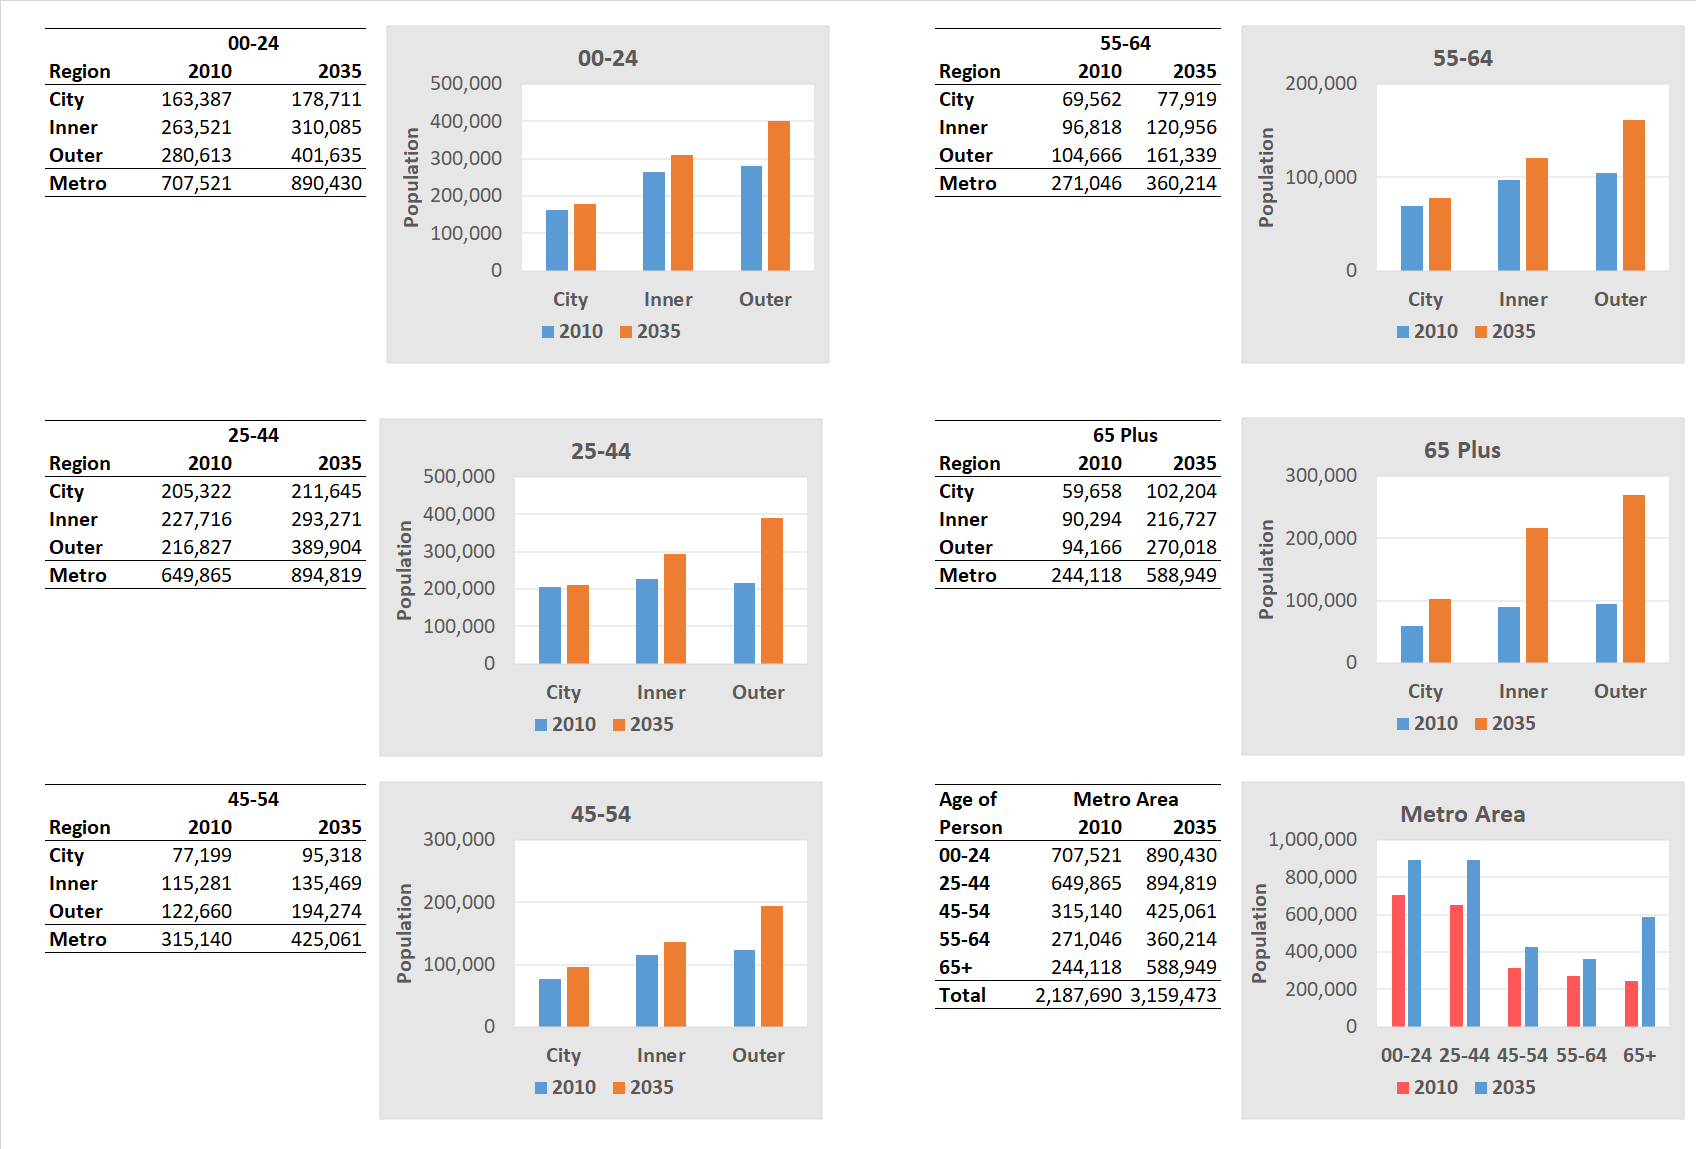 00-24
Region 2010 2035
City 163,387 178,711
Inner 263,521 310,085
Outer 280,613 401,635
Metro 707,521 890,430
00-24
500,000
400,000
300,000
200,000
100,000
0
Population
City Inner Outer
2010 2035
55-64
Region 2010 2035
City 69,562 77,919
Inner 96,818 120,956
Outer 104,666 161,339
Metro 271,046 360,214
55-64
200,000
100,000
0
Population
City Inner Outer
2010 2035
25-44
Region 2010 2035
City 205,322 211,645
Inner 227,716 293,271
Outer 216,827 389,904
Metro 649,865 894,819
25-44
500,000
400,000
300,000
200,000
100,000
0
Population
City Inner Outer
2010 2035
65 Plus
Region 2010 2035
City 59,658 102,204
Inner 90,294 216,727
Outer 94,166 270,018
Metro 244,118 588,949
65 Plus
300,000
200,000
100,000
0
Population
City Inner Outer
2010 2035
45-54
Region 2010 2035
City 77,199 95,318
Inner 115,281 135,469
Outer 122,660 194,274
Metro 315,140 425,061
45-54
300,000
200,000
100,000
0
Population
City Inner Outer
2010 2035
Age of Metro Area
Person 2010 2035
00-24 707,521 890,430
25-44 649,865 894,819
45-54 315,140 425,061
55-64 271,046 360,214
65+ 244,118 588,949
Total 2,187,690 3,159,473
Metro Area
1,000,000
800,000
600,000
400,000
200,000
0
Population
00-24 25-44 45-54 55-64 65+
2010 2035